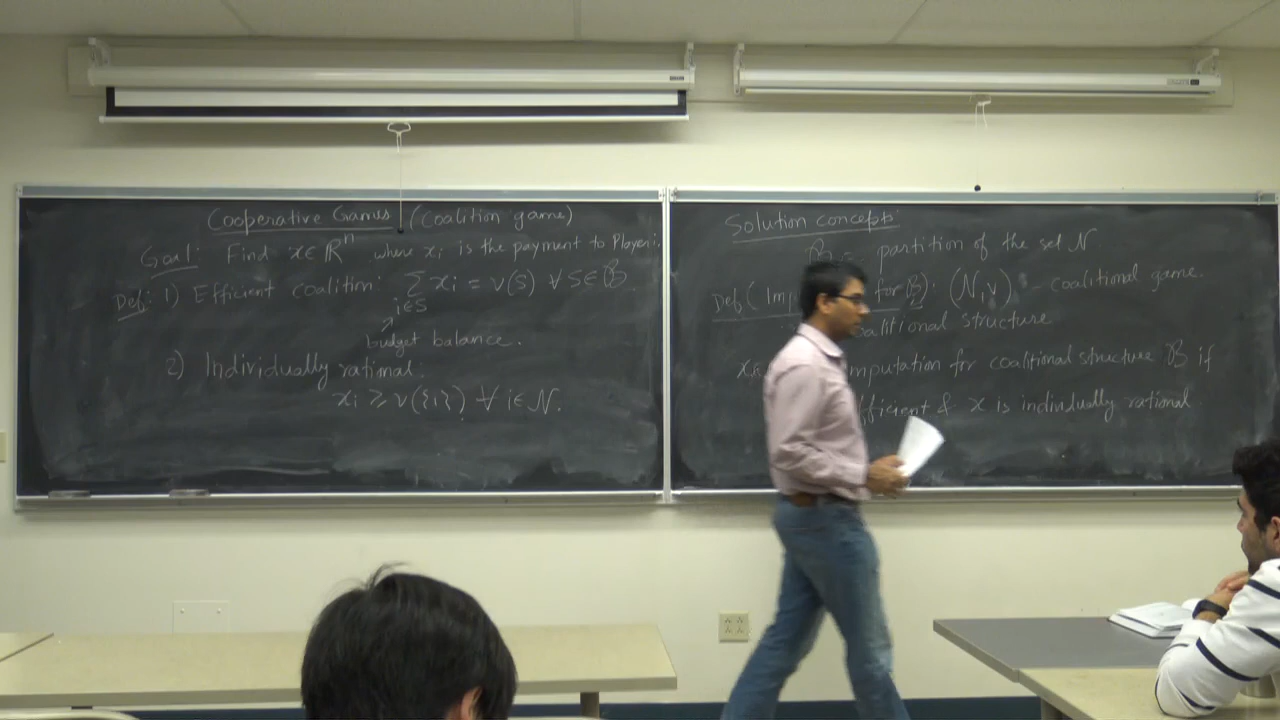 Cooperative Games (Coalition game)
Goal: Find x∈ℝⁿ where xᵢ is the payment to Player i.
Def: 1) Efficient coalition: ∑ xᵢ = v(S) ∀ S∈ℬ
i∈S
budget balance.
2) Individually rational:
xᵢ ≥ v({i}) ∀ i∈N.
Solution concepts:
ℬ = partition of the set N
Def (Imp for ℬ): (N,v) - coalitional game.
coalitional structure
x∈ imputation for coalitional structure ℬ if
efficient & x is individually rational